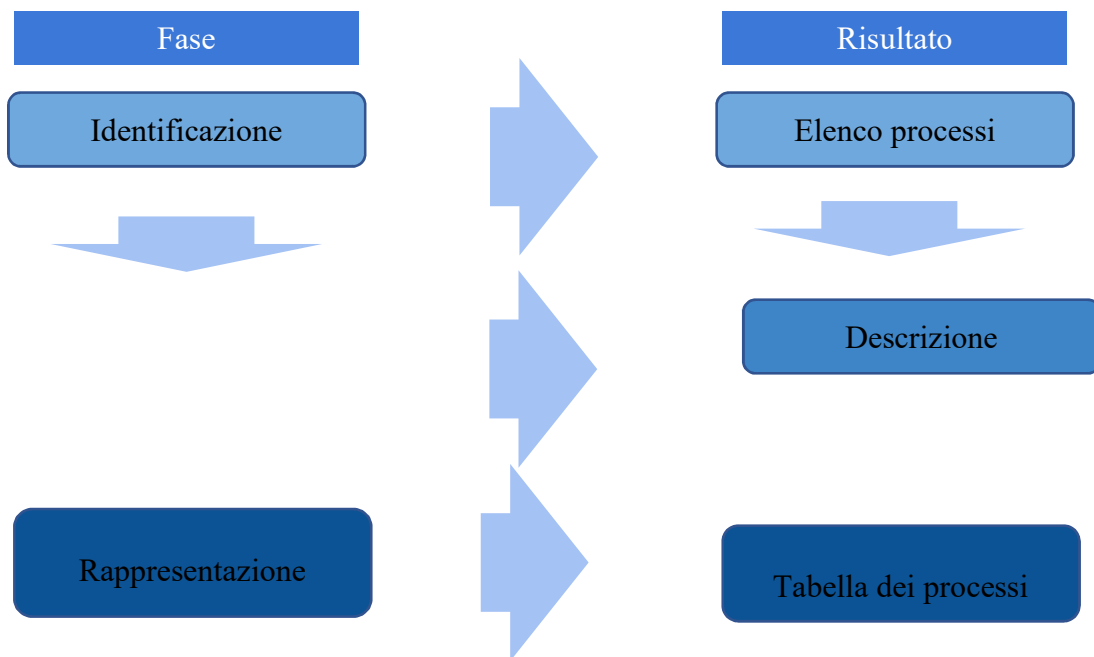 Fase
Risultato
Identificazione
Elenco processi
Descrizione
Rappresentazione
Tabella dei processi